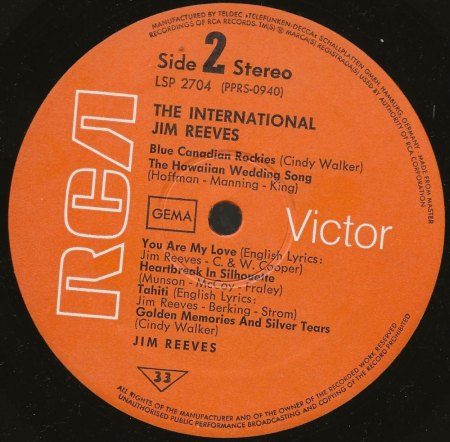 MANUFACTURED BY TELDEC »TELEFUNKEN-DECCA« SCHALLPLATTEN GMBH, HAMBURG, GERMANY · MADE FROM MASTER
RECORDINGS OF RCA RECORDS. TM(S) ® MARCA(S) REGISTRADA(S) USED BY AUTHORITY OF RCA CORPORATION
Side 2 Stereo
LSP 2704 (PPRS-0940)
THE INTERNATIONAL
JIM REEVES
Blue Canadian Rockies (Cindy Walker)
The Hawaiian Wedding Song
(Hoffman - Manning - King)
RCA
GEMA
Victor
You Are My Love (English Lyrics:
Jim Reeves - C. & W. Cooper)
Heartbreak In Silhouette
(Munson - McCoy - Fraley)
Tahiti (English Lyrics:
Jim Reeves - Berking - Strom)
Golden Memories And Silver Tears
(Cindy Walker)
JIM REEVES
33
ALL RIGHTS OF THE MANUFACTURER AND OF THE OWNER OF THE RECORDED WORK RESERVED
UNAUTHORISED PUBLIC PERFORMANCE BROADCASTING AND COPYING OF THIS RECORD PROHIBITED